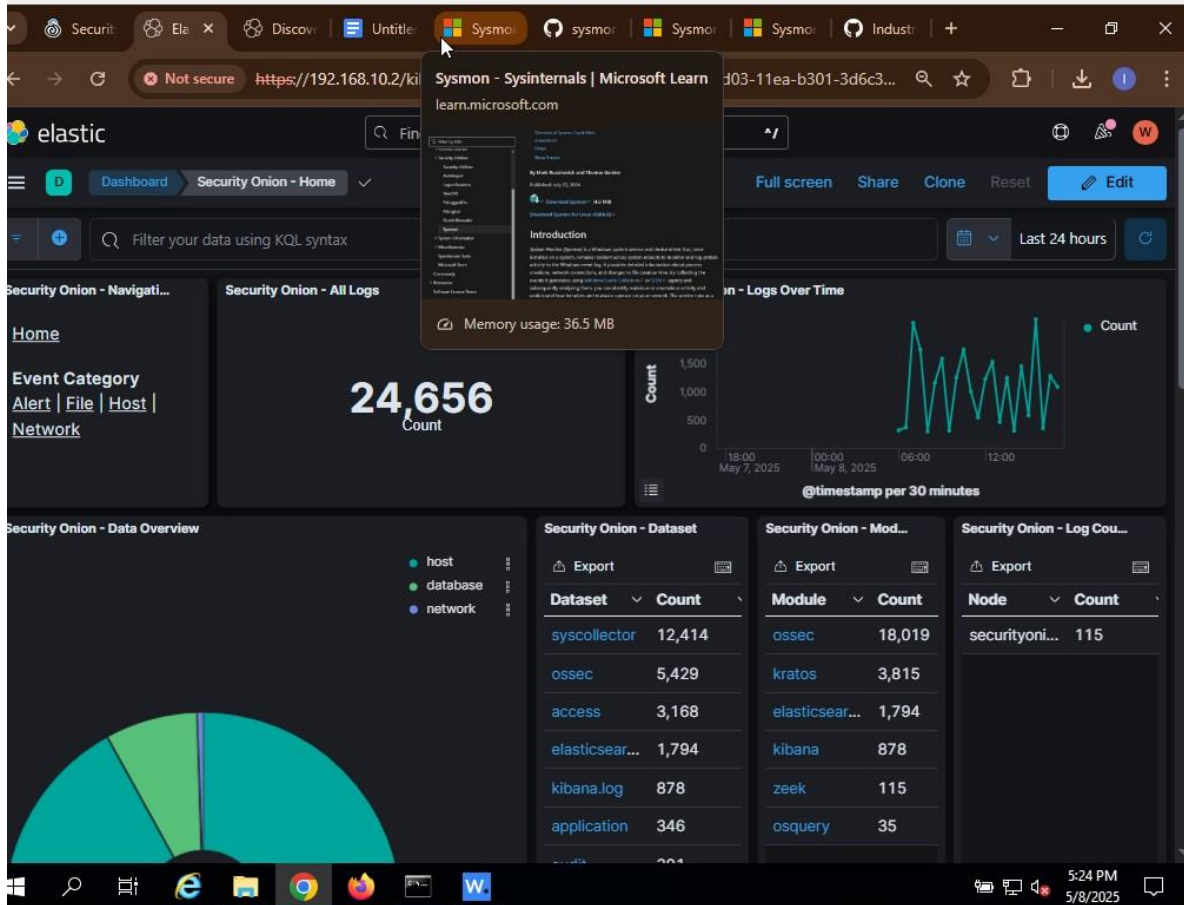 Securit
Ela
Discov
Untitle
Sysmo
sysmor
Sysmor
Sysmo
Industr
Not secure
https://192.168.10.2/ki
d03-11ea-b301-3d6c3...
Sysmon - Sysinternals | Microsoft Learn
learn.microsoft.com
Introduction
Memory usage: 36.5 MB
elastic
Fin
^/
W
D
Dashboard
Security Onion - Home
Full screen
Share
Clone
Reset
Edit
Filter your data using KQL syntax
Last 24 hours
Security Onion - Navigati...
Home
Event Category
Alert | File | Host |
Network
Security Onion - All Logs
24,656
Count
on - Logs Over Time
Count
Count
1,500
1,000
500
0
18:00
May 7, 2025
00:00
May 8, 2025
06:00
12:00
@timestamp per 30 minutes
Security Onion - Data Overview
host
database
network
Security Onion - Dataset
Export
Dataset Count
syscollector 12,414
ossec 5,429
access 3,168
elasticsear... 1,794
kibana.log 878
application 346
Security Onion - Mod...
Export
Module Count
ossec 18,019
kratos 3,815
elasticsear... 1,794
kibana 878
zeek 115
osquery 35
Security Onion - Log Cou...
Export
Node Count
securityoni... 115
W.
5:24 PM
5/8/2025